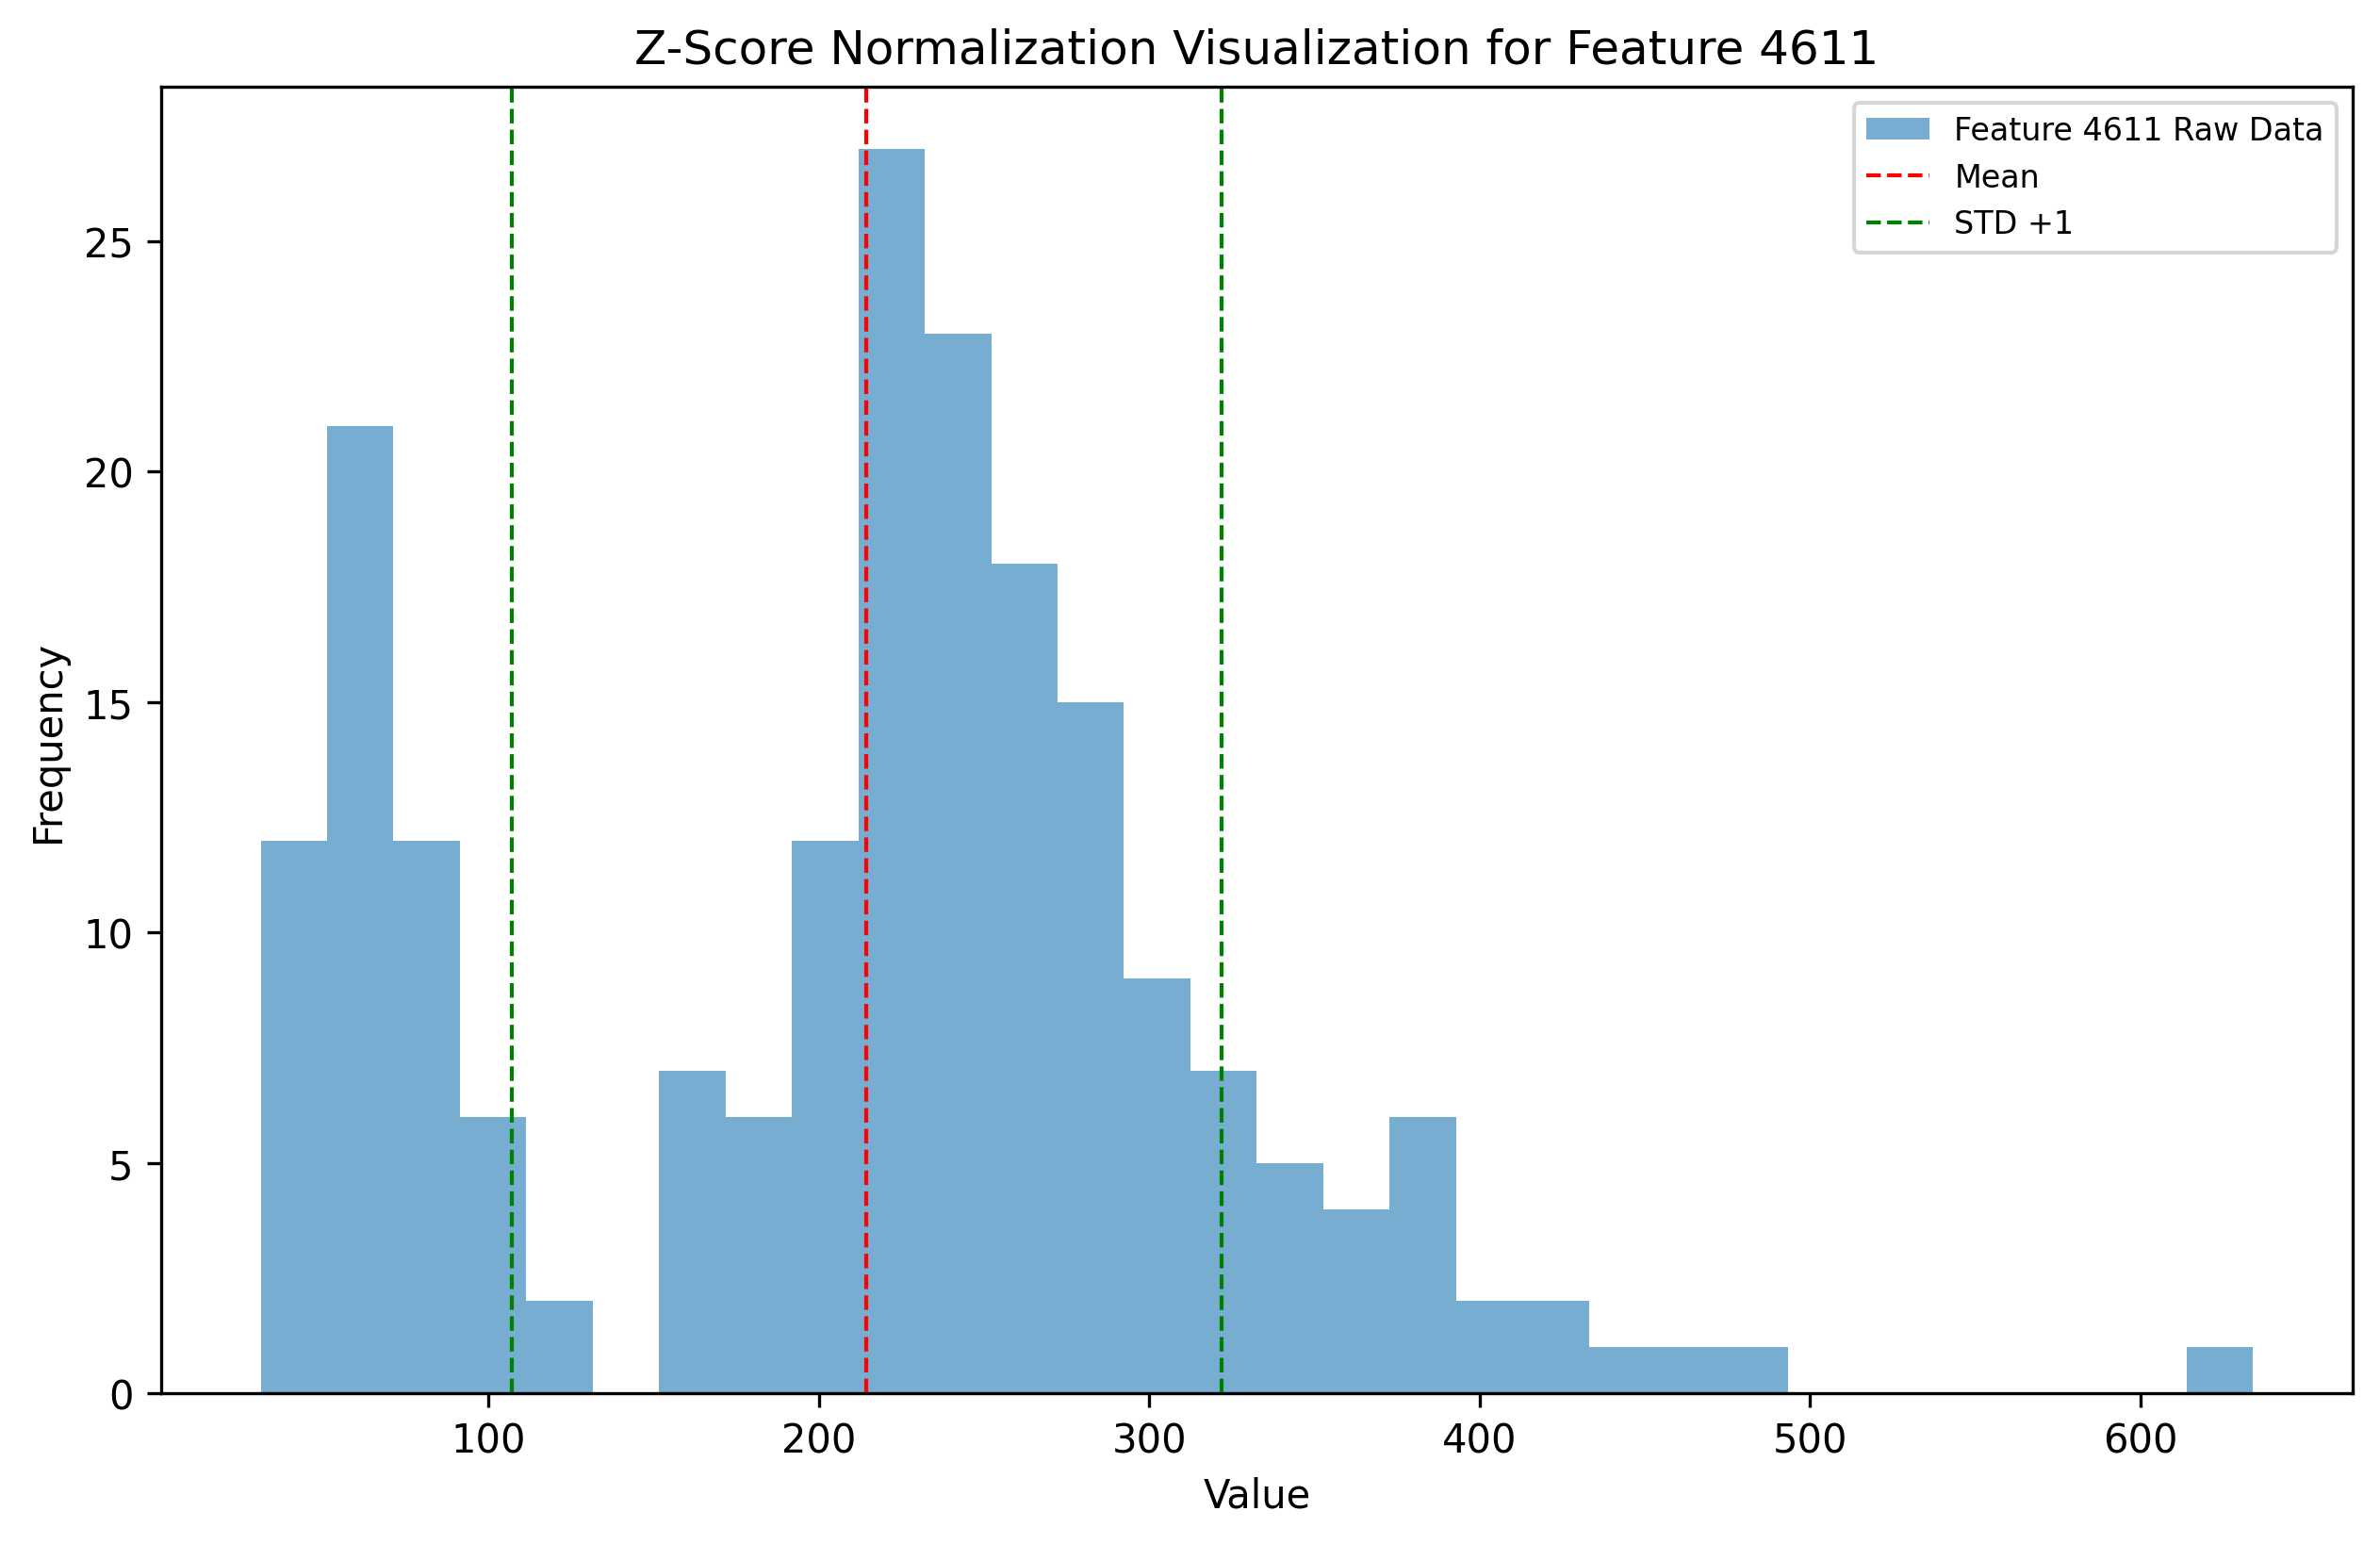 Z-Score Normalization Visualization for Feature 4611
Feature 4611 Raw Data
Mean
STD +1
Frequency
25
20
15
10
5
0
100 200 300 400 500 600
Value